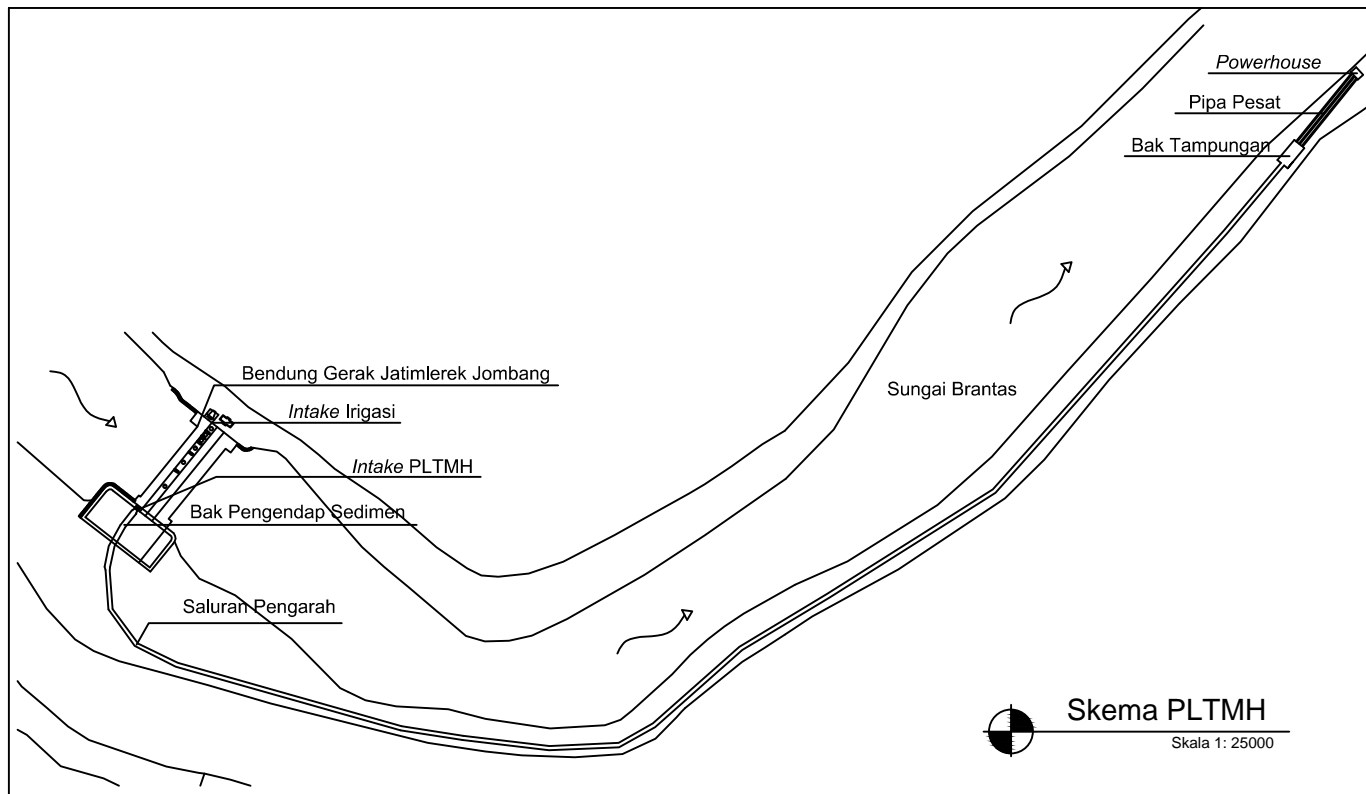 Powerhouse
Pipa Pesat
Bak Tampungan
Bendung Gerak Jatimlerek Jombang
Intake Irigasi
Sungai Brantas
Intake PLTMH
Bak Pengendap Sedimen
Saluran Pengarah
Skema PLTMH
Skala 1: 25000